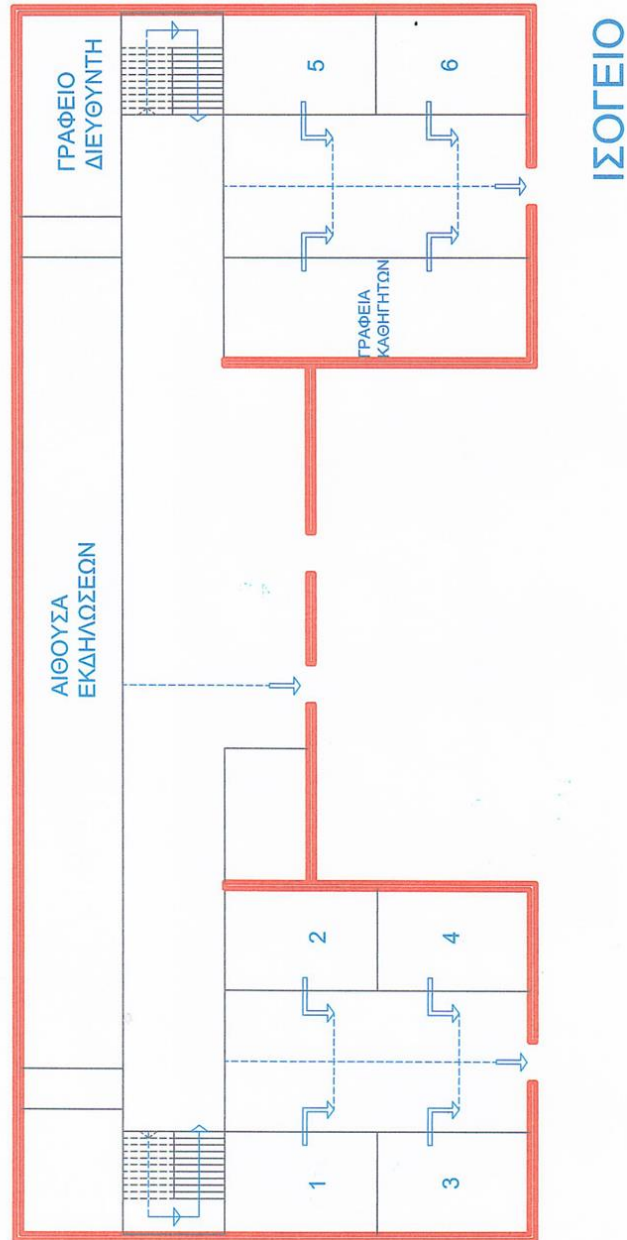 ΑΙΘΟΥΣΑ
ΕΚΔΗΛΩΣΕΩΝ
ΓΡΑΦΕΙΟ
ΔΙΕΥΘΥΝΤΗ
1
2
ΓΡΑΦΕΙΑ
ΚΑΘΗΓΗΤΩΝ
5
3
4
6
ΙΣΟΓΕΙΟ